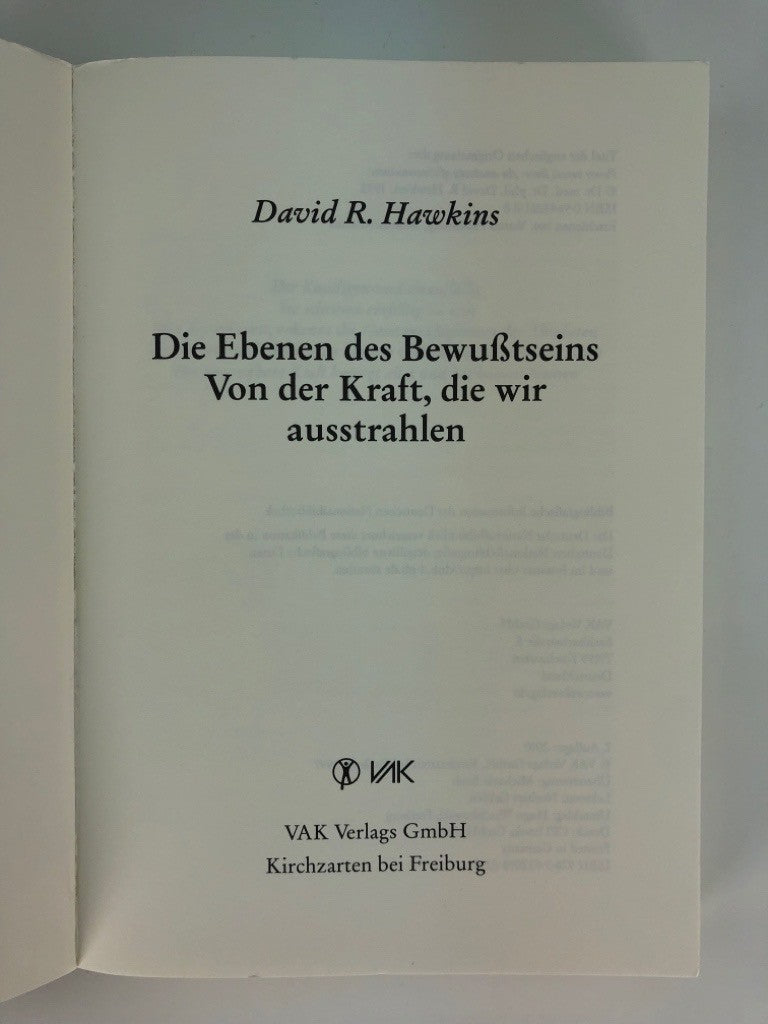 David R. Hawkins
Die Ebenen des Bewußtseins
Von der Kraft, die wir
ausstrahlen
VAK
VAK Verlags GmbH
Kirchzarten bei Freiburg